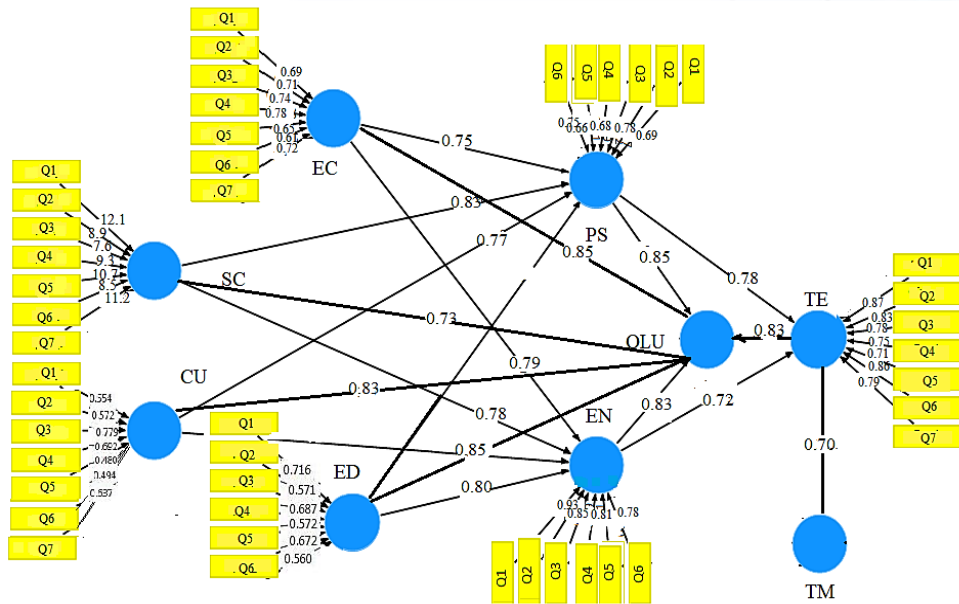 Q1
Q2
Q3
Q4
Q5
Q6
Q7
0.69
0.71
0.74
0.78
0.65
0.61
0.72
EC
Q6
Q5
Q4
Q3
Q2
Q1
0.75
0.66
0.68
0.78
0.69
PS
Q1
Q2
Q3
Q4
Q5
Q6
Q7
12.1
8.9
7.6
9.3
10.7
8.5
11.2
SC
Q1
Q2
Q3
Q4
Q5
Q6
Q7
0.554
0.572
0.779
0.692
0.480
0.494
0.537
CU
Q1
Q2
Q3
Q4
Q5
Q6
0.716
0.571
0.687
0.572
0.672
0.560
ED
0.75
0.83
0.77
0.85
0.85
0.78
0.73
0.79
0.83
0.78
0.85
0.80
0.83
0.72
0.83
0.70
OLU
EN
0.93
0.85
0.81
0.78
Q1
Q2
Q3
Q4
Q5
Q6
TE
Q1
Q2
Q3
Q4
Q5
Q6
Q7
0.87
0.83
0.78
0.75
0.71
0.86
0.79
TM